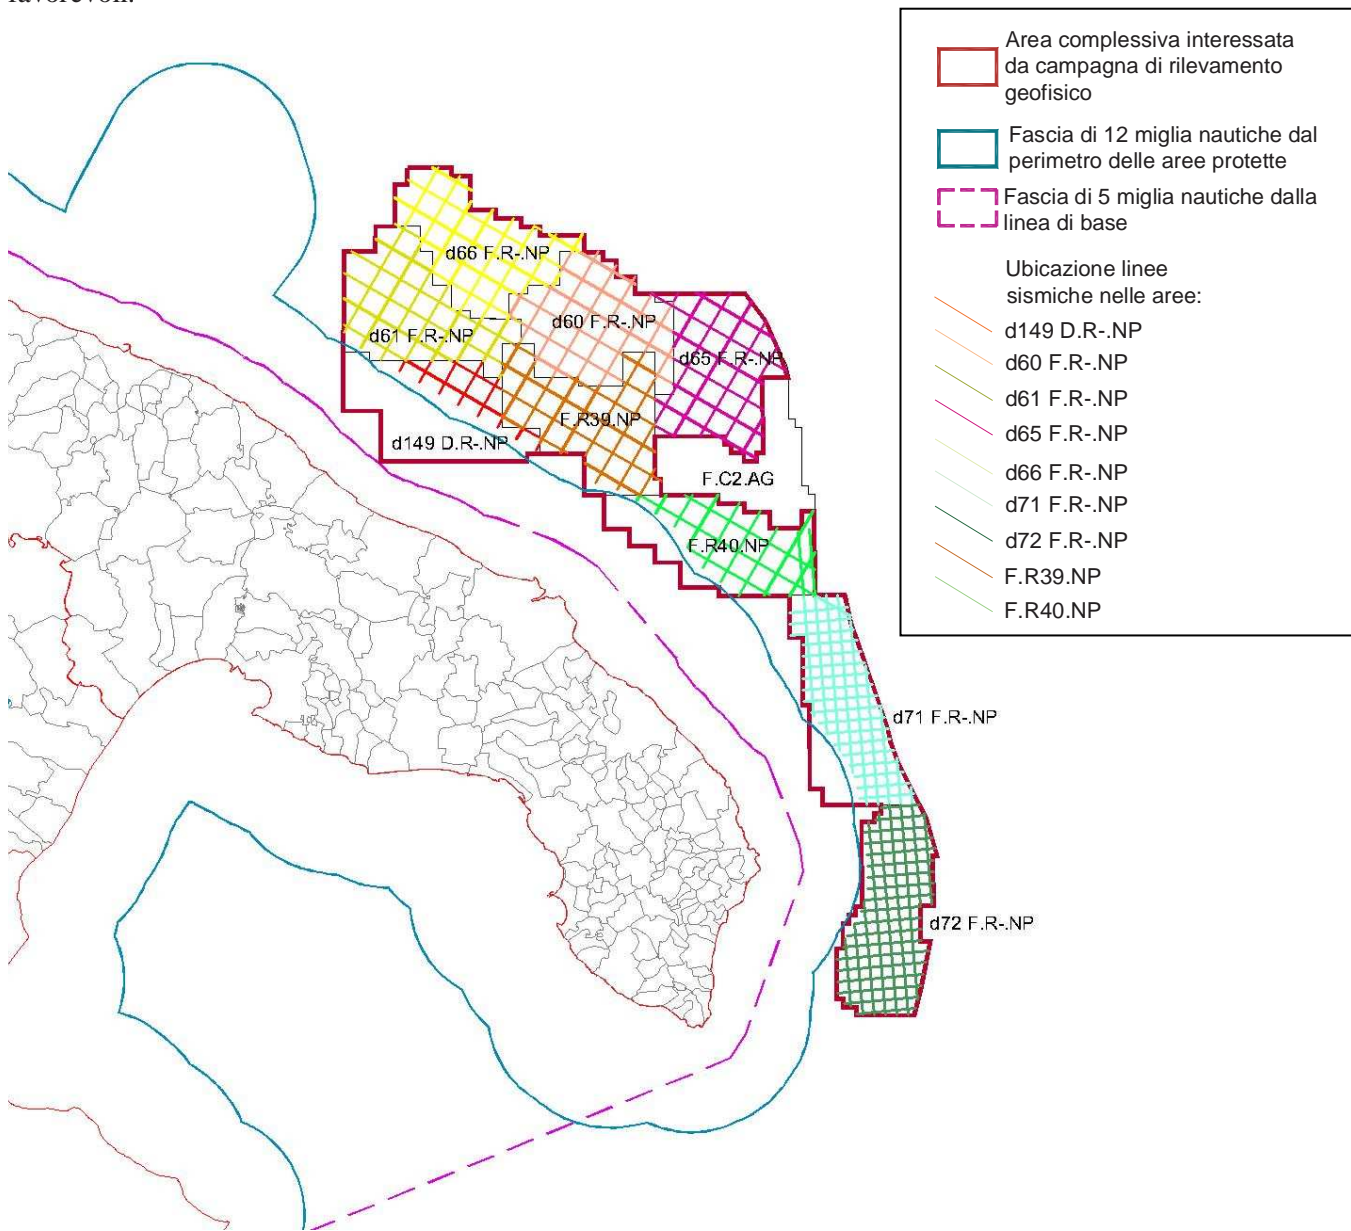 Area complessiva interessata
da campagna di rilevamento
geofisico
Fascia di 12 miglia nautiche dal
perimetro delle aree protette
Fascia di 5 miglia nautiche dalla
linea di base
Ubicazione linee
sismiche nelle aree:
d149 D.R-.NP
d60 F.R-.NP
d61 F.R-.NP
d65 F.R-.NP
d66 F.R-.NP
d71 F.R-.NP
d72 F.R-.NP
F.R39.NP
F.R40.NP
d66 F.R-.NP
d60 F.R-.NP
d61 F.R-.NP
d65 F.R-.NP
F.R39.NP
d149 D.R-.NP
F.C2.AG
F.R40.NP
d71 F.R-.NP
d72 F.R-.NP